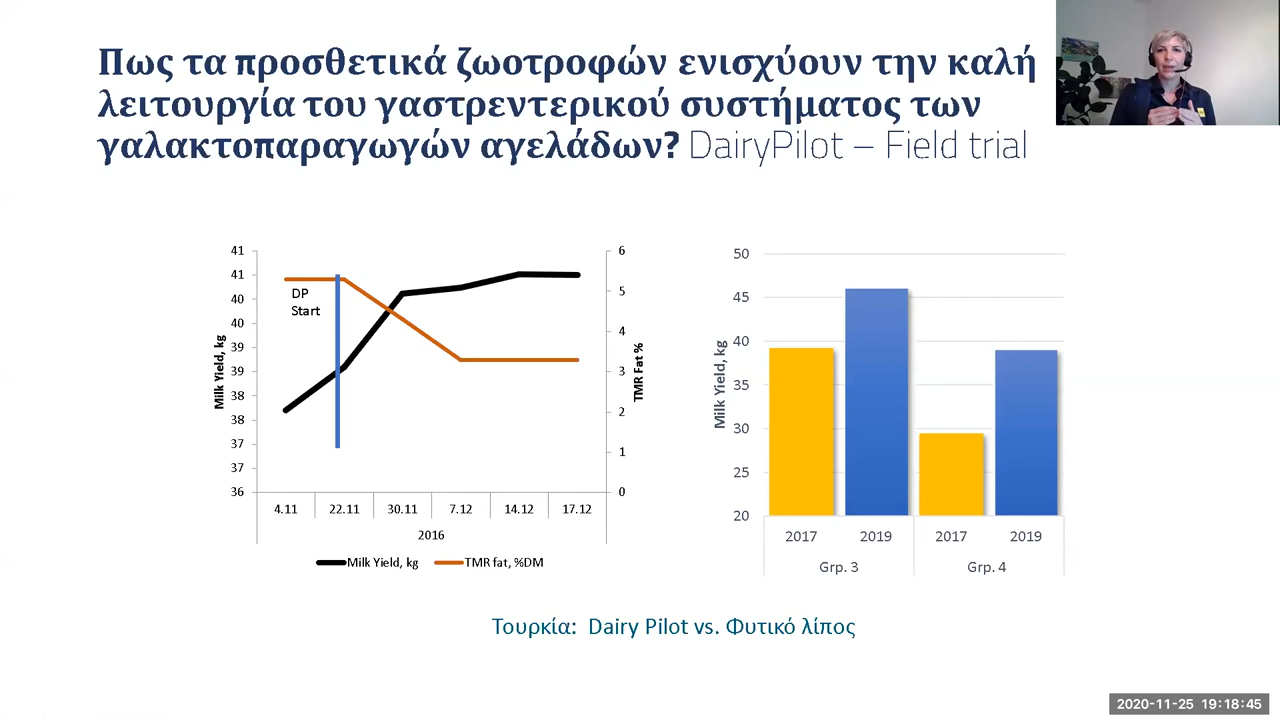 Πως τα προσθετικά ζωοτροφών ενισχύουν την καλή
λειτουργία του γαστρεντερικού συστήματος των
γαλακτοπαραγωγών αγελάδων? DairyPilot – Field trial
41
41
40
40
39
39
38
38
37
37
36
Milk Yield, kg
DP
Start
6
5
4
3
2
1
0
TMR Fat %
4.11 22.11 30.11 7.12 14.12 17.12
2016
Milk Yield, kg TMR fat, %DM
50
45
40
35
30
25
20
Milk Yield, kg
2017 2019 2017 2019
Grp. 3 Grp. 4
Τουρκία: Dairy Pilot vs. Φυτικό λίπος
2020-11-25 19:18:45